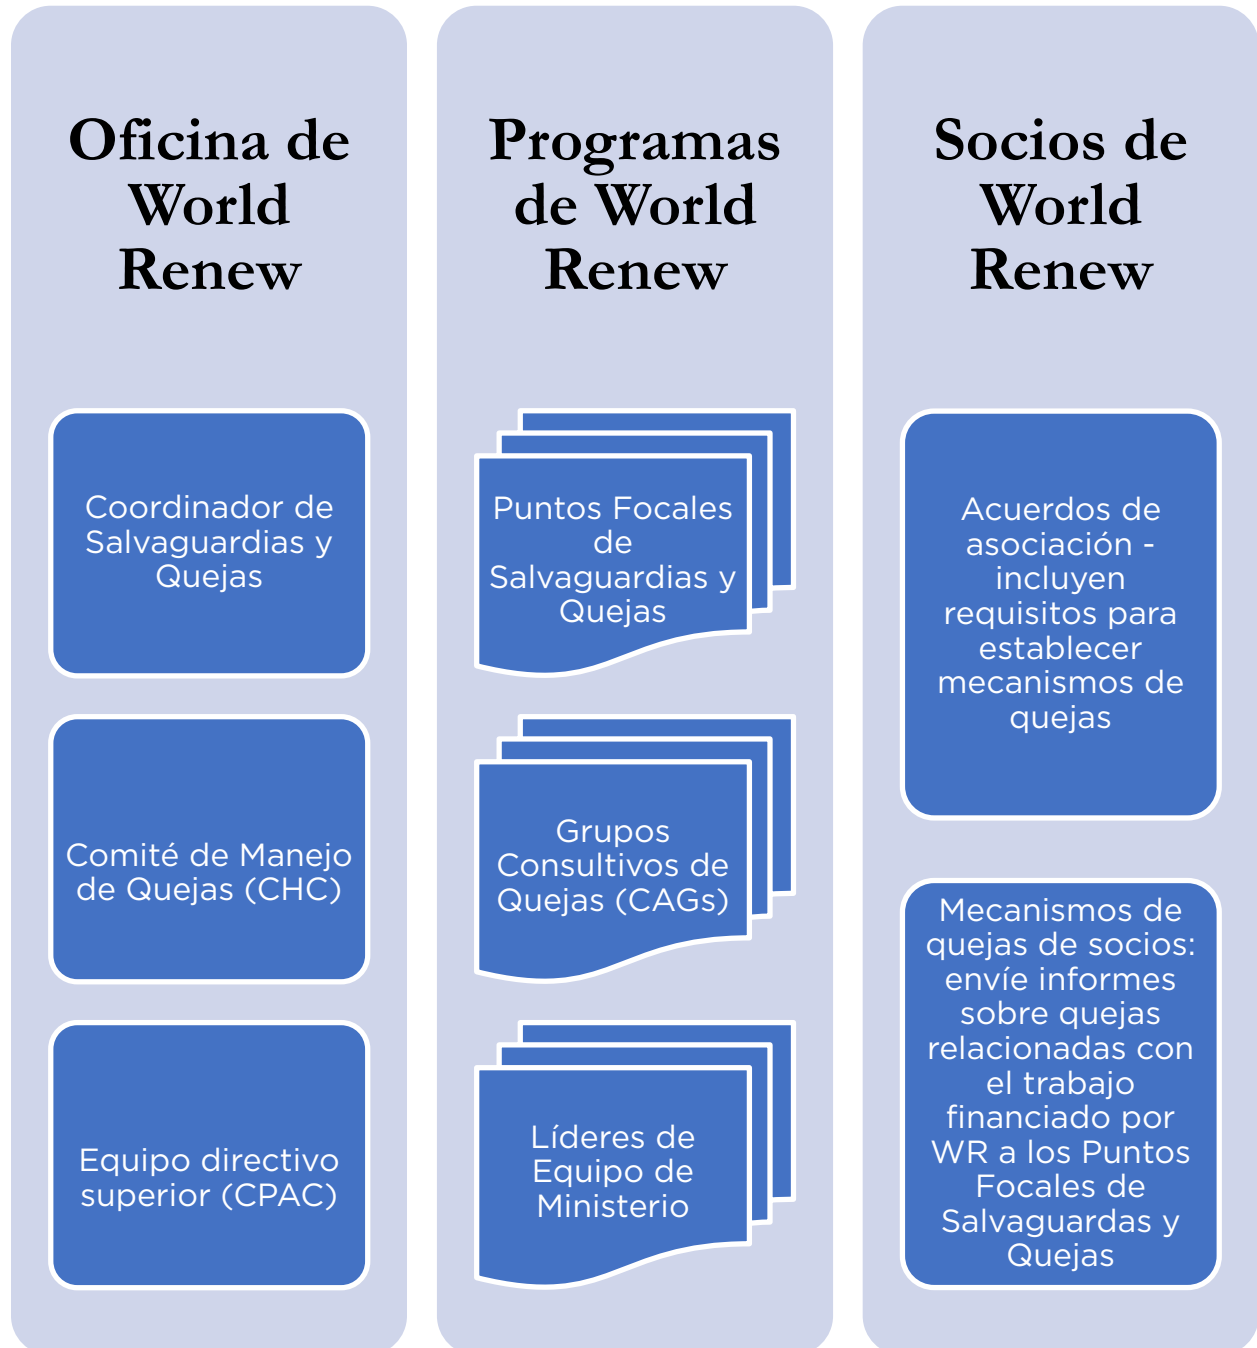 Oficina de
World
Renew
Coordinador de
Salvaguardias y
Quejas
Comité de Manejo
de Quejas (CHC)
Equipo directivo
superior (CPAC)
Programas
de World
Renew
Puntos Focales
de
Salvaguardias y
Quejas
Grupos
Consultivos de
Quejas (CAGs)
Líderes de
Equipo de
Ministerio
Socios de
World
Renew
Acuerdos de
asociación -
incluyen
requisitos para
establecer
mecanismos de
quejas
Mecanismos de
quejas de socios:
envíe informes
sobre quejas
relacionadas con
el trabajo
financiado por
WR a los Puntos
Focales de
Salvaguardas y
Quejas